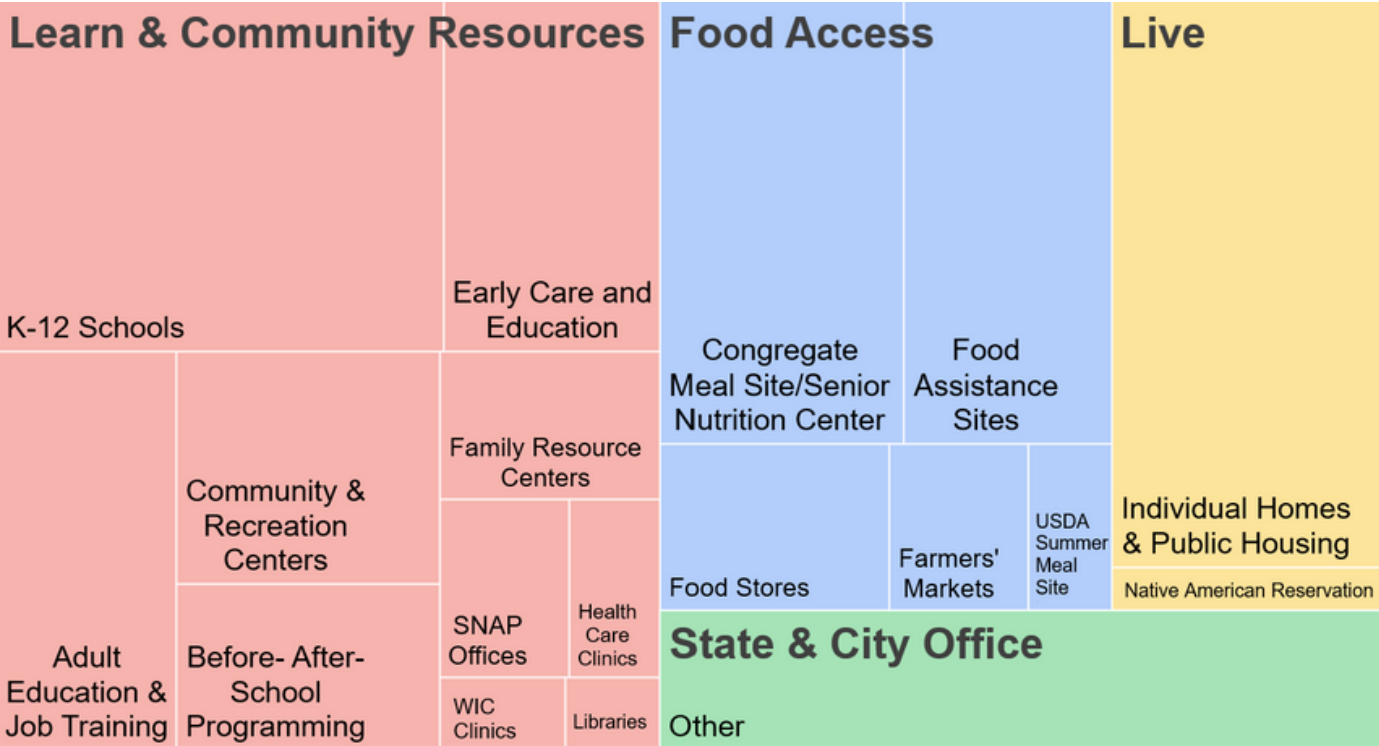 Learn & Community Resources
K-12 Schools
Early Care and
Education
Adult
Education &
Job Training
Community &
Recreation
Centers
Before- After-
School
Programming
Family Resource
Centers
SNAP
Offices
Health
Care
Clinics
WIC
Clinics
Libraries
Food Access
Congregate
Meal Site/Senior
Nutrition Center
Food
Assistance
Sites
Food Stores
Farmers'
Markets
USDA
Summer
Meal
Site
Live
Individual Homes
& Public Housing
Native American Reservation
State & City Office
Other